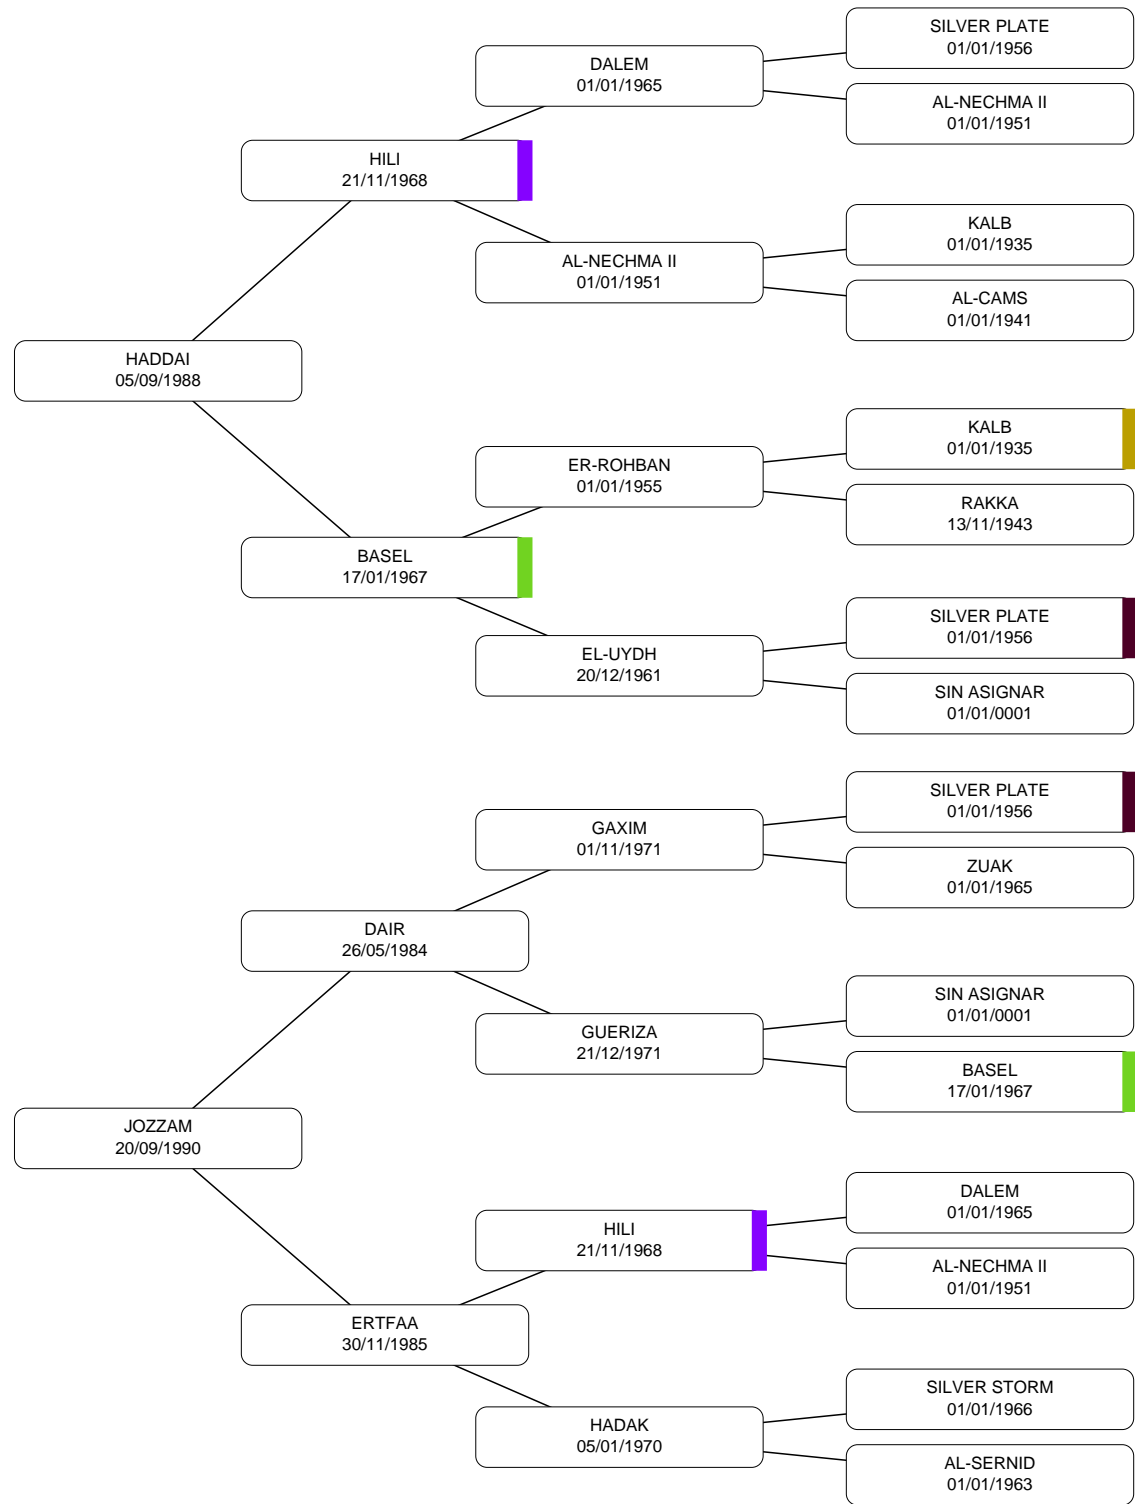 SILVER PLATE
01/01/1956
DALEM
01/01/1965
AL-NECHMA II
01/01/1951
HILI
21/11/1968
KALB
01/01/1935
AL-NECHMA II
01/01/1951
AL-CAMS
01/01/1941
HADDAI
05/09/1988
KALB
01/01/1935
ER-ROHBAN
01/01/1955
RAKKA
13/11/1943
BASEL
17/01/1967
SILVER PLATE
01/01/1956
EL-UYDH
20/12/1961
SIN ASIGNAR
01/01/0001
SILVER PLATE
01/01/1956
GAXIM
01/11/1971
ZUAK
01/01/1965
DAIR
26/05/1984
SIN ASIGNAR
01/01/0001
GUERIZA
21/12/1971
BASEL
17/01/1967
JOZZAM
20/09/1990
DALEM
01/01/1965
HILI
21/11/1968
AL-NECHMA II
01/01/1951
ERTFAA
30/11/1985
SILVER STORM
01/01/1966
HADAK
05/01/1970
AL-SERNID
01/01/1963